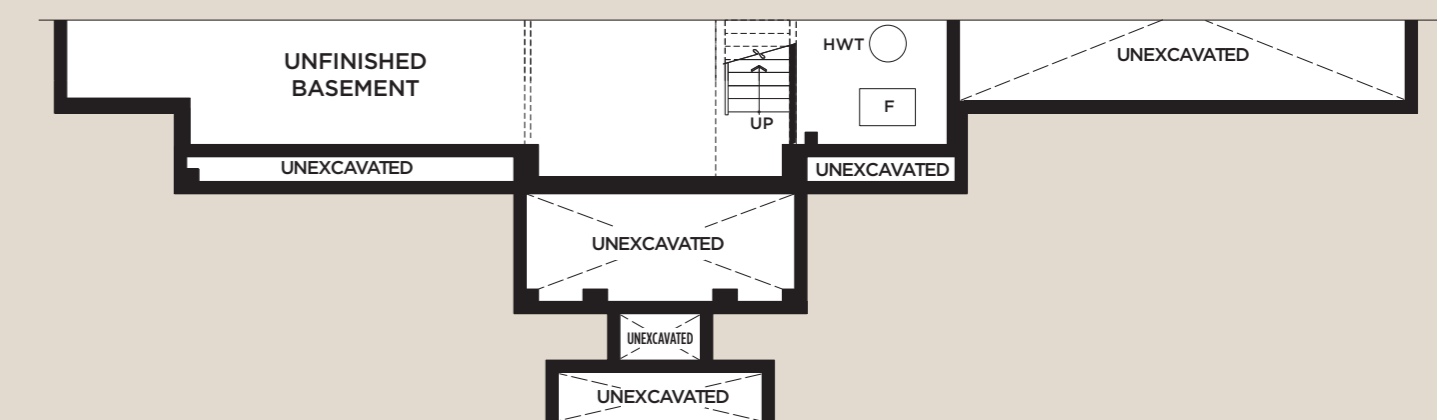 HWT
UNEXCAVATED
UNFINISHED
BASEMENT
F
UP
UNEXCAVATED
UNEXCAVATED
UNEXCAVATED
UNEXCAVATED
UNEXCAVATED